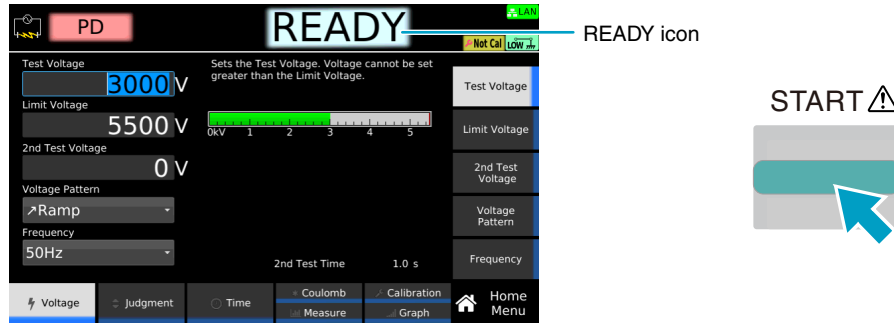 PD
READY
LAN
Not Cal
LOW
READY icon
Test Voltage
3000 V
Limit Voltage
5500 V
2nd Test Voltage
0 V
Voltage Pattern
↗Ramp
Frequency
50Hz
Sets the Test Voltage. Voltage cannot be set
greater than the Limit Voltage.
0kV 1 2 3 4 5
2nd Test Time 1.0 s
Test Voltage
Limit Voltage
2nd Test
Voltage
Voltage
Pattern
Frequency
Voltage
Judgment
Time
Coulomb
Measure
Calibration
Graph
Home
Menu
START